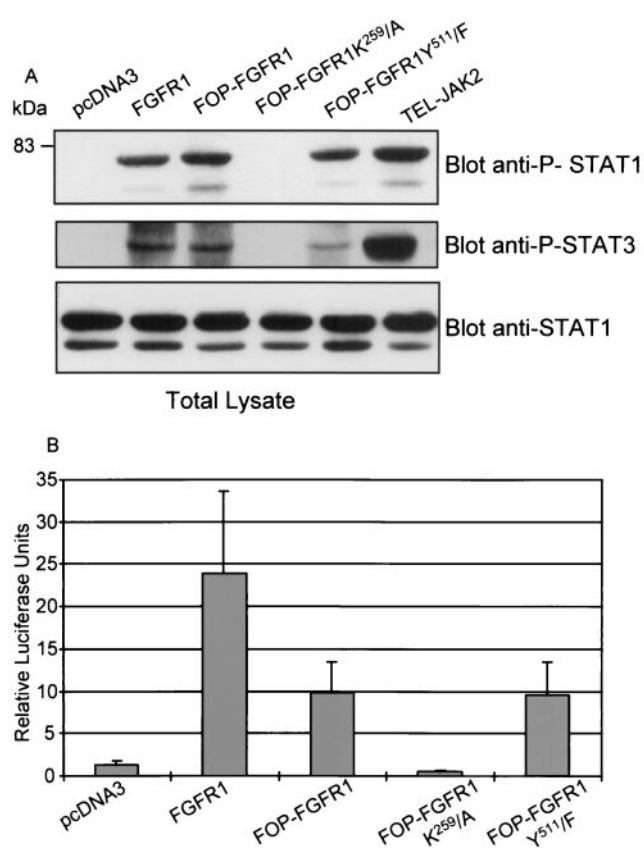 A
kDa
pcDNA3
FGFR1
FOP-FGFR1
FOP-FGFR1K²⁵⁹/A
FOP-FGFR1Y⁵¹¹/F
TEL-JAK2
83
Blot anti-P- STAT1
Blot anti-P-STAT3
Blot anti-STAT1
Total Lysate
B
Relative Luciferase Units
35
30
25
20
15
10
5
0
pcDNA3
FGFR1
FOP-FGFR1
FOP-FGFR1
K²⁵⁹/A
FOP-FGFR1
Y⁵¹¹/F